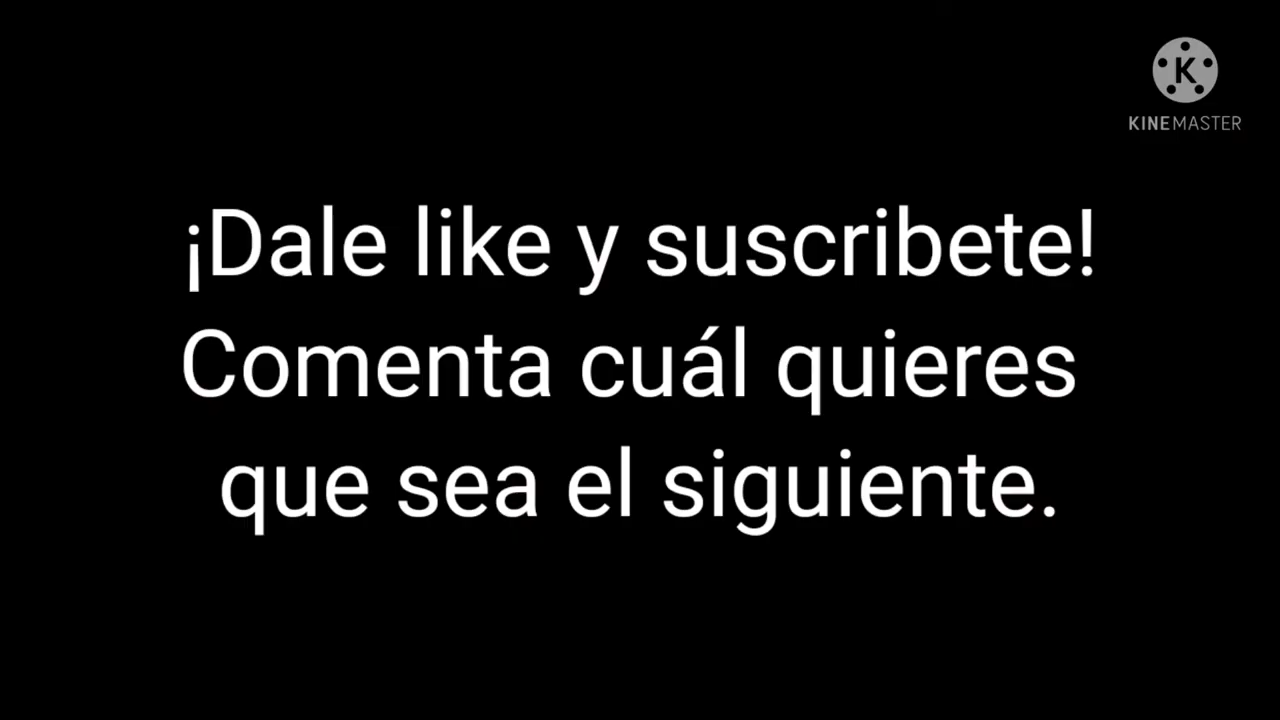 K
KINEMASTER
¡Dale like y suscribete!
Comenta cuál quieres
que sea el siguiente.